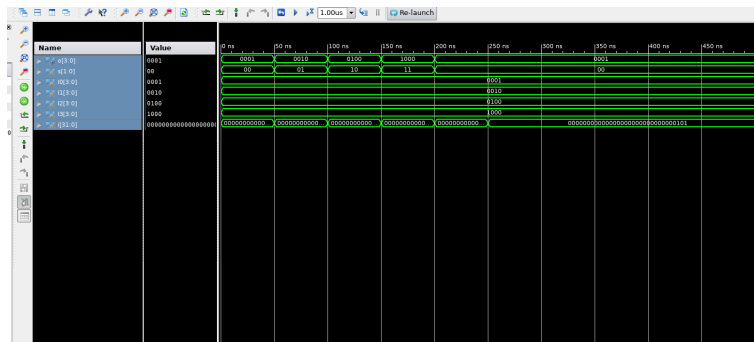 1.00us Re-launch
Name Value 0 ns 50 ns 100 ns 150 ns 200 ns 250 ns 300 ns 350 ns 400 ns 450 ns
o[3:0] 0001 0001 0010 0100 1000 0001
s[1:0] 00 00 01 10 11 00
I0[3:0] 0001 0001
I1[3:0] 0010 0010
I2[3:0] 0100 0100
I3[3:0] 1000 1000
i[31:0] 00000000000... 00000000000... 00000000000... 00000000000... 00000000000... 00000000000000000000000000000101